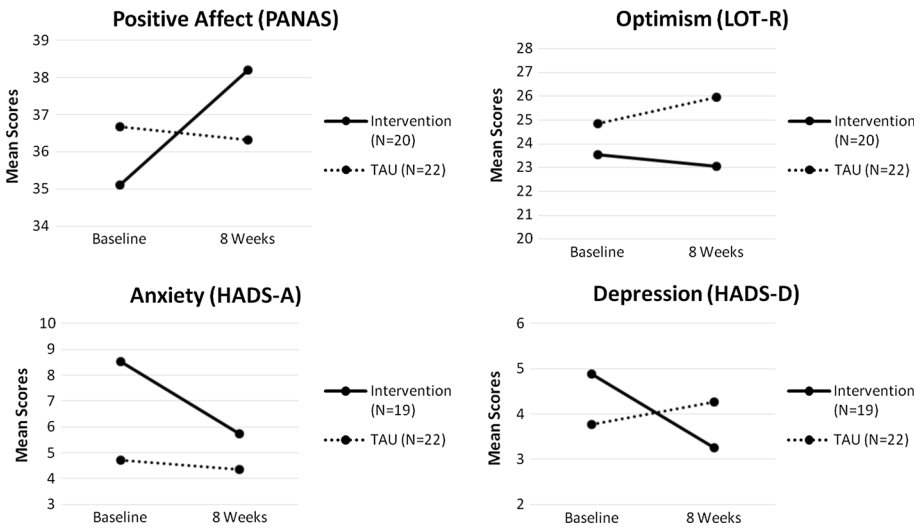 Positive Affect (PANAS)
Mean Scores
39
38
37
36
35
34
Baseline
8 Weeks
Intervention
(N=20)
TAU (N=22)
Optimism (LOT-R)
Mean Scores
28
27
26
25
24
23
22
21
20
Baseline
8 Weeks
Intervention
(N=20)
TAU (N=22)
Anxiety (HADS-A)
Mean Scores
10
9
8
7
6
5
4
3
Baseline
8 Weeks
Intervention
(N=19)
TAU (N=22)
Depression (HADS-D)
Mean Scores
6
5
4
3
2
Baseline
8 Weeks
Intervention
(N=19)
TAU (N=22)